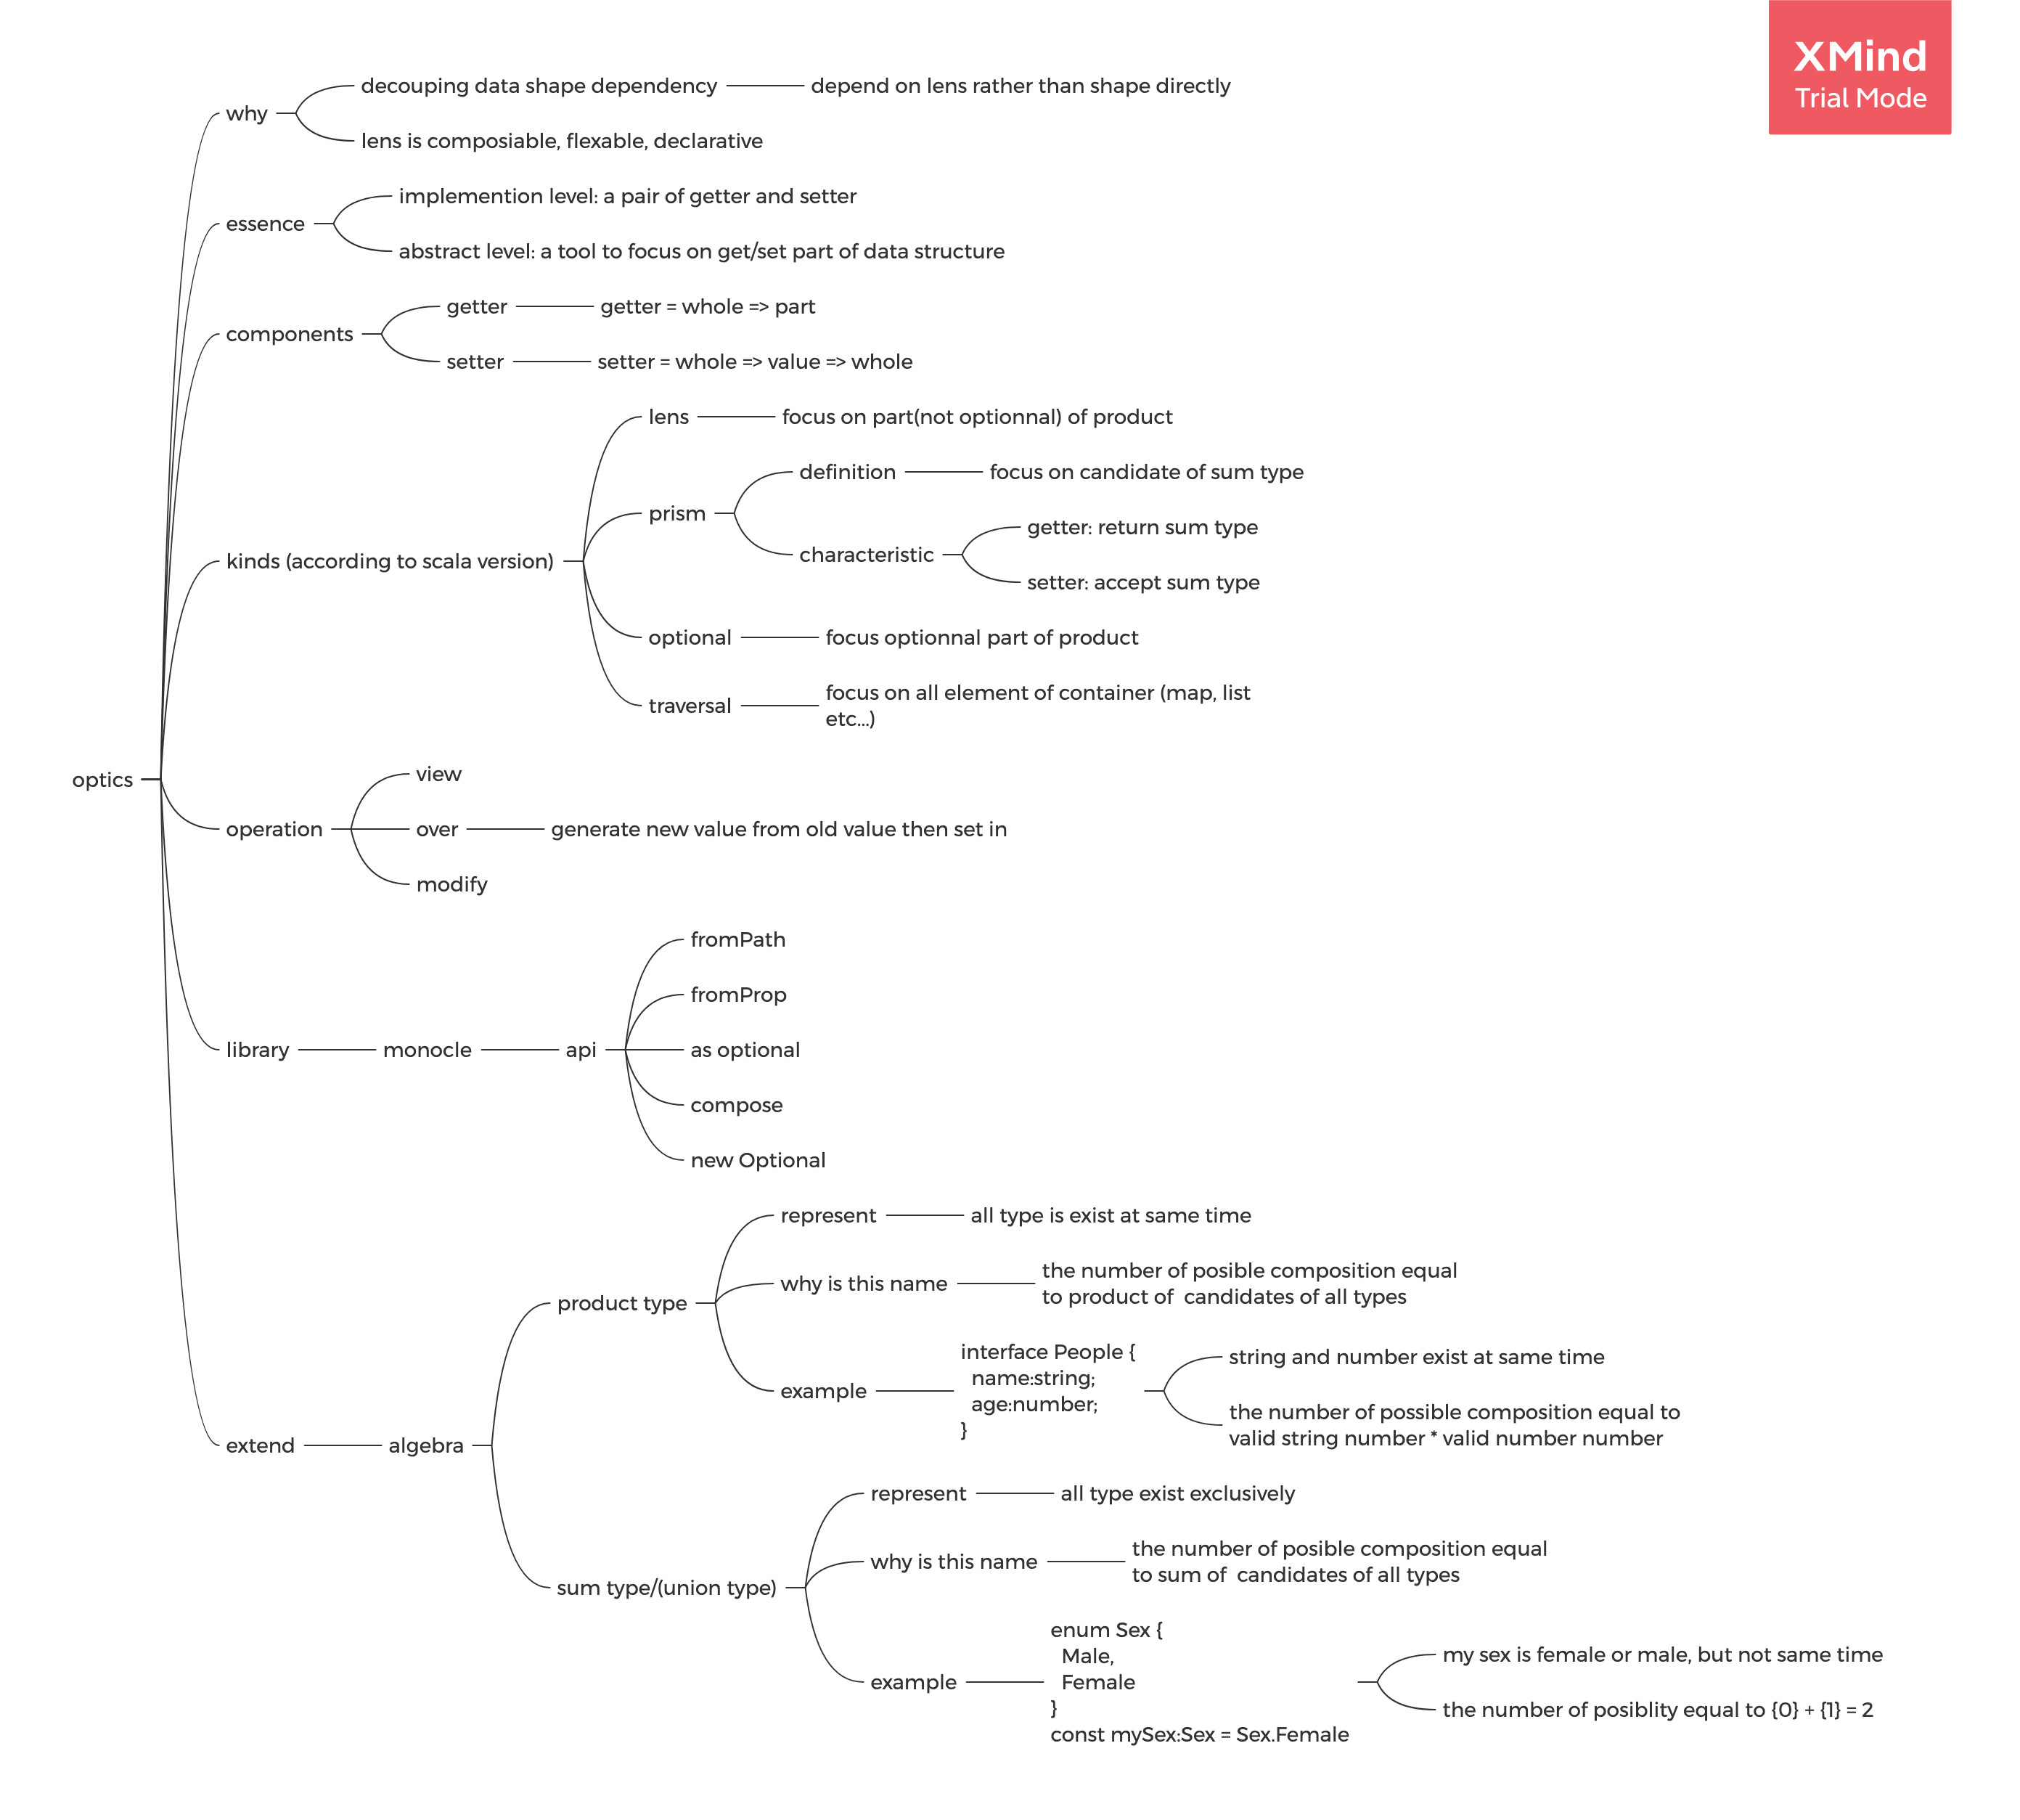 XMind
Trial Mode
why
decouping data shape dependency
depend on lens rather than shape directly
lens is composiable, flexable, declarative
essence
implemention level: a pair of getter and setter
abstract level: a tool to focus on get/set part of data structure
components
getter
getter = whole => part
setter
setter = whole => value => whole
kinds (according to scala version)
lens
focus on part(not optionnal) of product
prism
definition
focus on candidate of sum type
characteristic
getter: return sum type
setter: accept sum type
optional
focus optionnal part of product
traversal
focus on all element of container (map, list
etc...)
optics
operation
view
over
generate new value from old value then set in
modify
library
monocle
api
fromPath
fromProp
as optional
compose
new Optional
extend
algebra
product type
represent
all type is exist at same time
why is this name
the number of posible composition equal
to product of  candidates of all types
example
interface People {
  name:string;
  age:number;
}
string and number exist at same time
the number of possible composition equal to
valid string number * valid number number
sum type/(union type)
represent
all type exist exclusively
why is this name
the number of posible composition equal
to sum of  candidates of all types
example
enum Sex {
  Male,
  Female
}
const mySex:Sex = Sex.Female
my sex is female or male, but not same time
the number of posiblity equal to {0} + {1} = 2